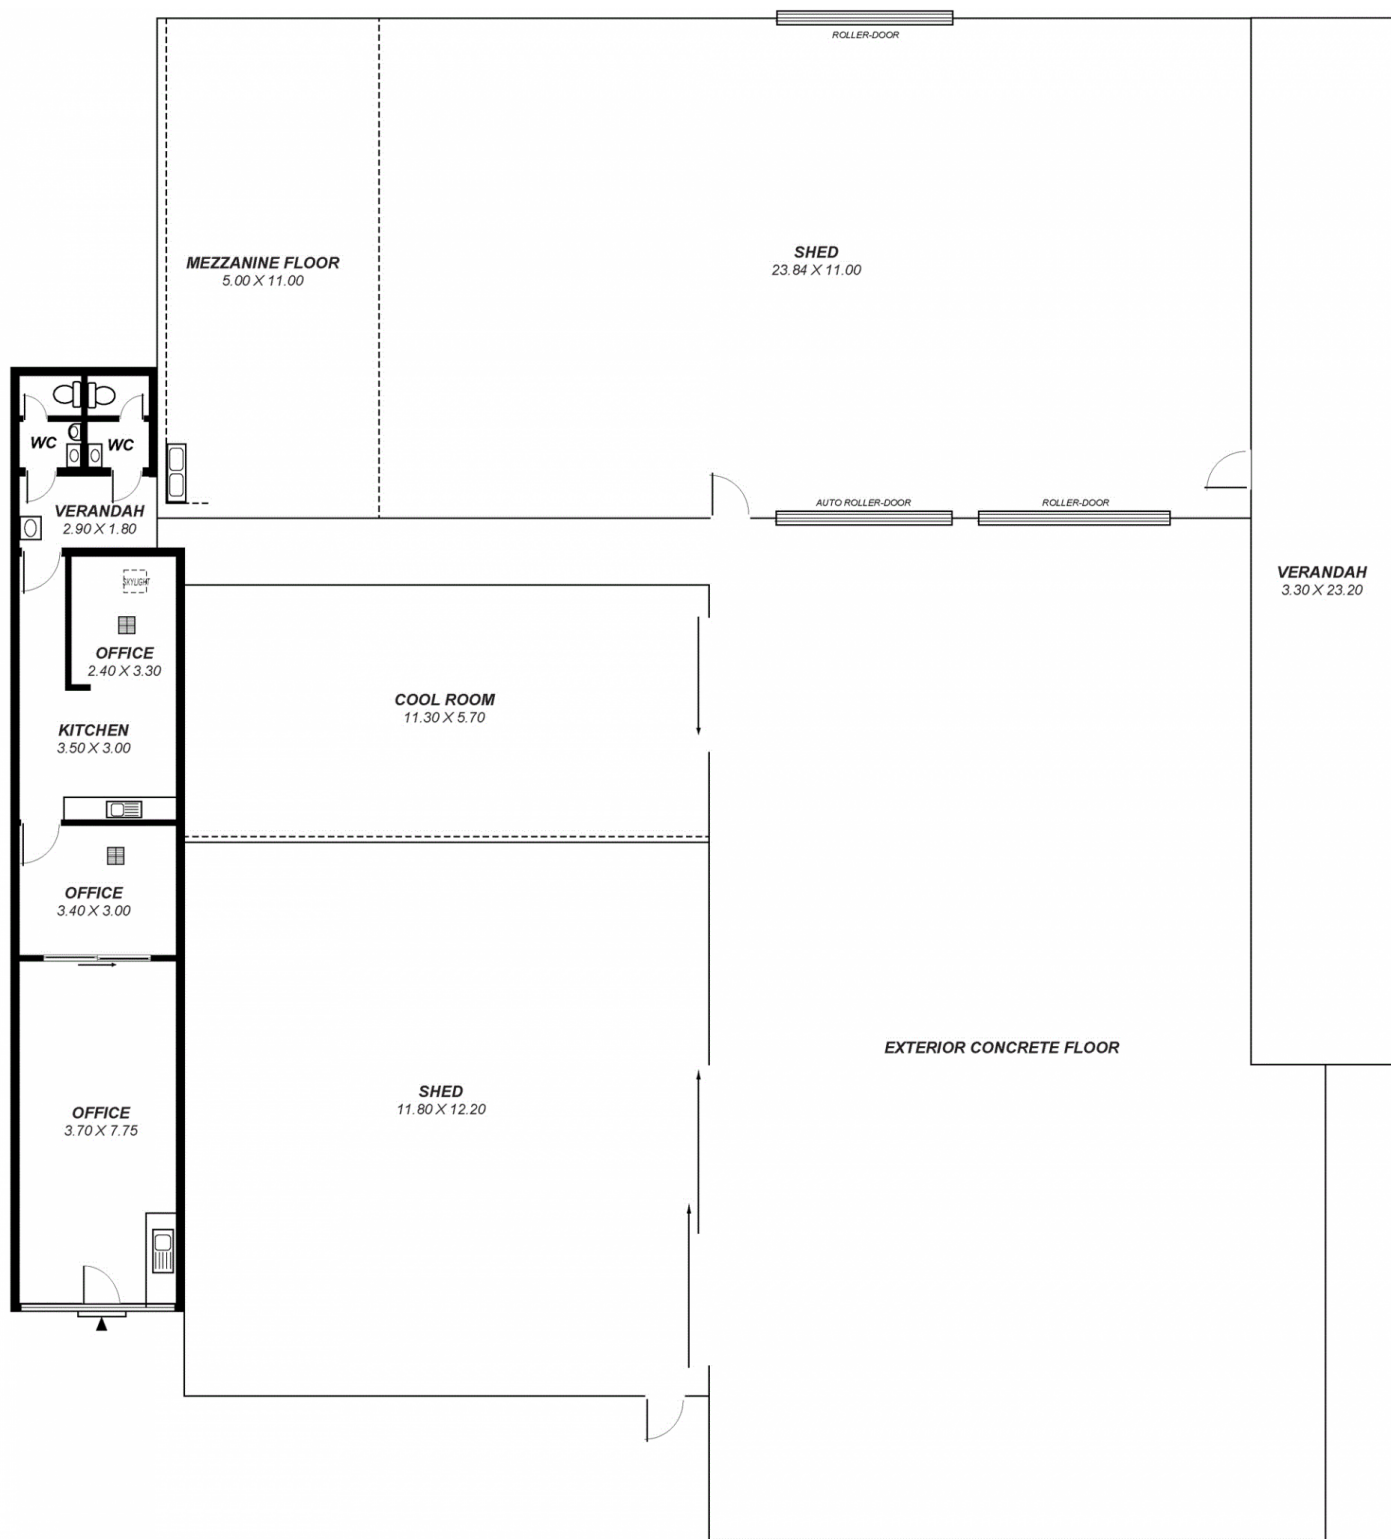 ROLLER-DOOR
MEZZANINE FLOOR
5.00 X 11.00
SHED
23.84 X 11.00
WC
WC
VERANDAH
2.90 X 1.80
AUTO ROLLER-DOOR
ROLLER-DOOR
VERANDAH
3.30 X 23.20
SKYLIGHT
OFFICE
2.40 X 3.30
COOL ROOM
11.30 X 5.70
KITCHEN
3.50 X 3.00
OFFICE
3.40 X 3.00
EXTERIOR CONCRETE FLOOR
SHED
11.80 X 12.20
OFFICE
3.70 X 7.75